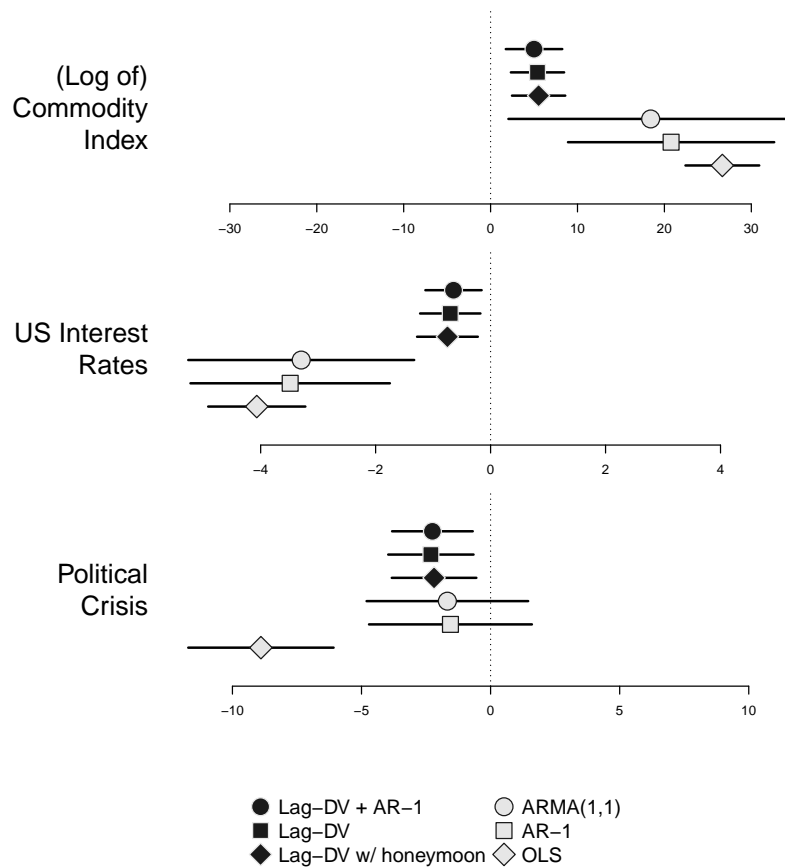 (Log of)
Commodity
Index
−30 −20 −10 0 10 20 30
US Interest
Rates
−4 −2 0 2 4
Political
Crisis
−10 −5 0 5 10
Lag−DV + AR−1 ARMA(1,1)
Lag−DV AR−1
Lag−DV w/ honeymoon OLS